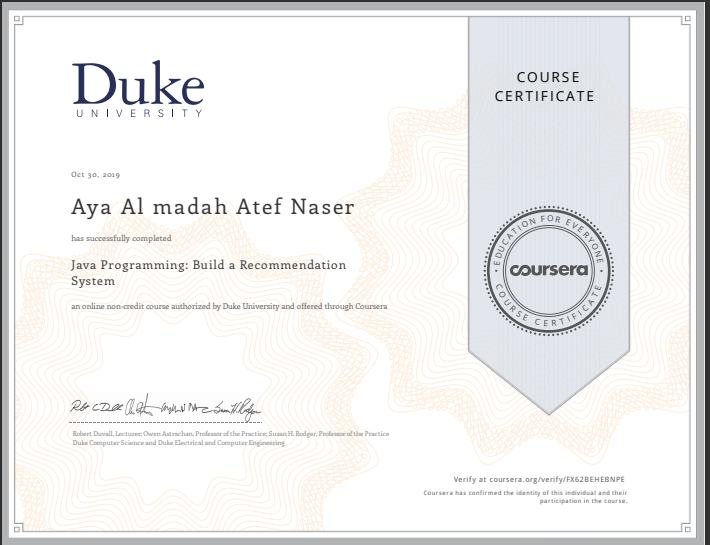 Duke
UNIVERSITY
COURSE
CERTIFICATE
Oct 30, 2019
Aya Al madah Atef Naser
has successfully completed
Java Programming: Build a Recommendation
System
an online non-credit course authorized by Duke University and offered through Coursera
EDUCATION FOR EVERYONE
coursera
COURSE CERTIFICATE
Robert Duvall, Lecturer; Owen Astrachan, Professor of the Practice; Susan H. Rodger, Professor of the Practice
Duke Computer Science and Duke Electrical and Computer Engineering
Verify at coursera.org/verify/FX62BEHEBNPE
Coursera has confirmed the identity of this individual and their
participation in the course.